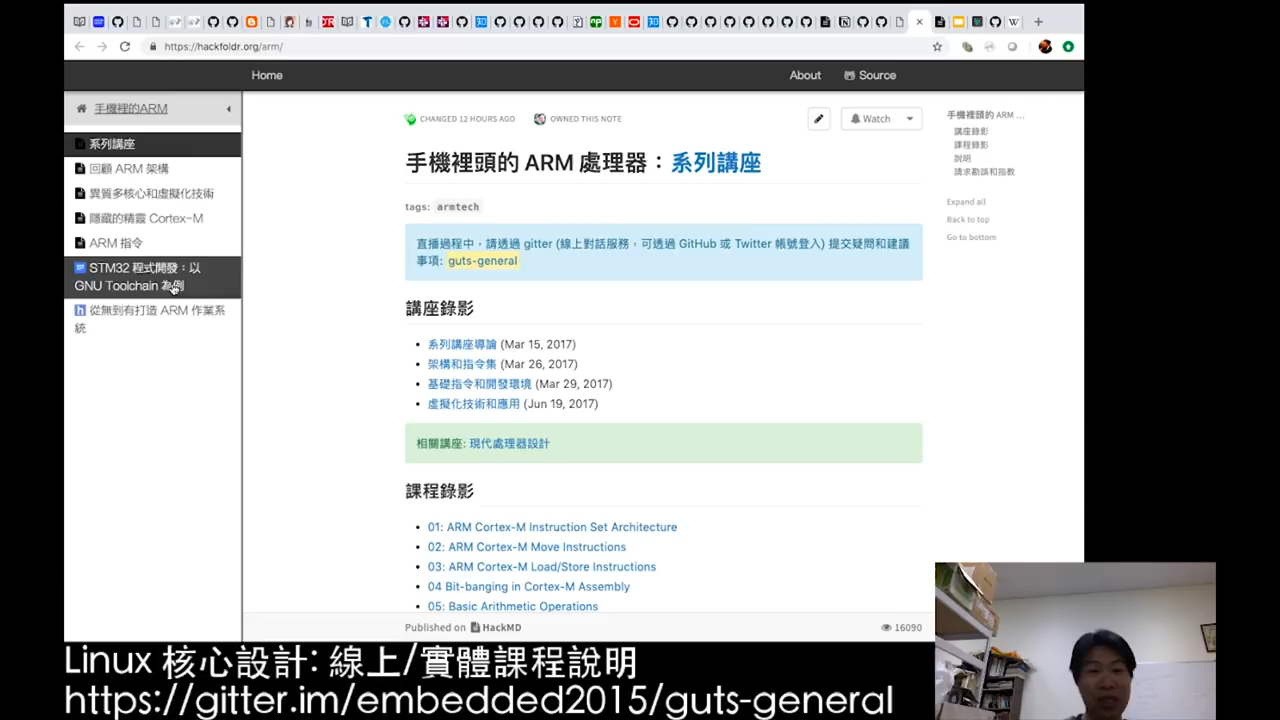 https://hackfoldr.org/arm/
Home
About
Source
手機裡的ARM
系列講座
回顧 ARM 架構
異質多核心和虛擬化技術
隱藏的精靈 Cortex-M
ARM 指令
STM32 程式開發：以
GNU Toolchain 為例
從無到有打造 ARM 作業系
統
CHANGED 12 HOURS AGO
OWNED THIS NOTE
Watch
手機裡頭的 ARM 處理器：系列講座
tags: armtech
直播過程中，請透過 gitter (線上對話服務，可透過 GitHub 或 Twitter 帳號登入) 提交疑問和建議
事項: guts-general
講座錄影
系列講座導論 (Mar 15, 2017)
架構和指令集 (Mar 26, 2017)
基礎指令和開發環境 (Mar 29, 2017)
虛擬化技術和應用 (Jun 19, 2017)
相關講座: 現代處理器設計
課程錄影
01: ARM Cortex-M Instruction Set Architecture
02: ARM Cortex-M Move Instructions
03: ARM Cortex-M Load/Store Instructions
04 Bit-banging in Cortex-M Assembly
05: Basic Arithmetic Operations
Published on HackMD
16090
手機裡頭的 ARM ...
講座錄影
課程錄影
說明
請求勘誤和指教
Expand all
Back to top
Go to bottom
Linux 核心設計: 線上/實體課程說明
https://gitter.im/embedded2015/guts-general